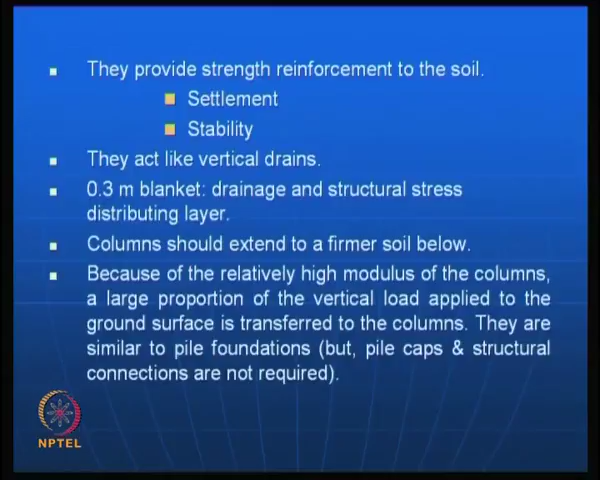 They provide strength reinforcement to the soil.
Settlement
Stability
They act like vertical drains.
0.3 m blanket: drainage and structural stress
distributing layer.
Columns should extend to a firmer soil below.
Because of the relatively high modulus of the columns,
a large proportion of the vertical load applied to the
ground surface is transferred to the columns. They are
similar to pile foundations (but, pile caps & structural
connections are not required).
NPTEL